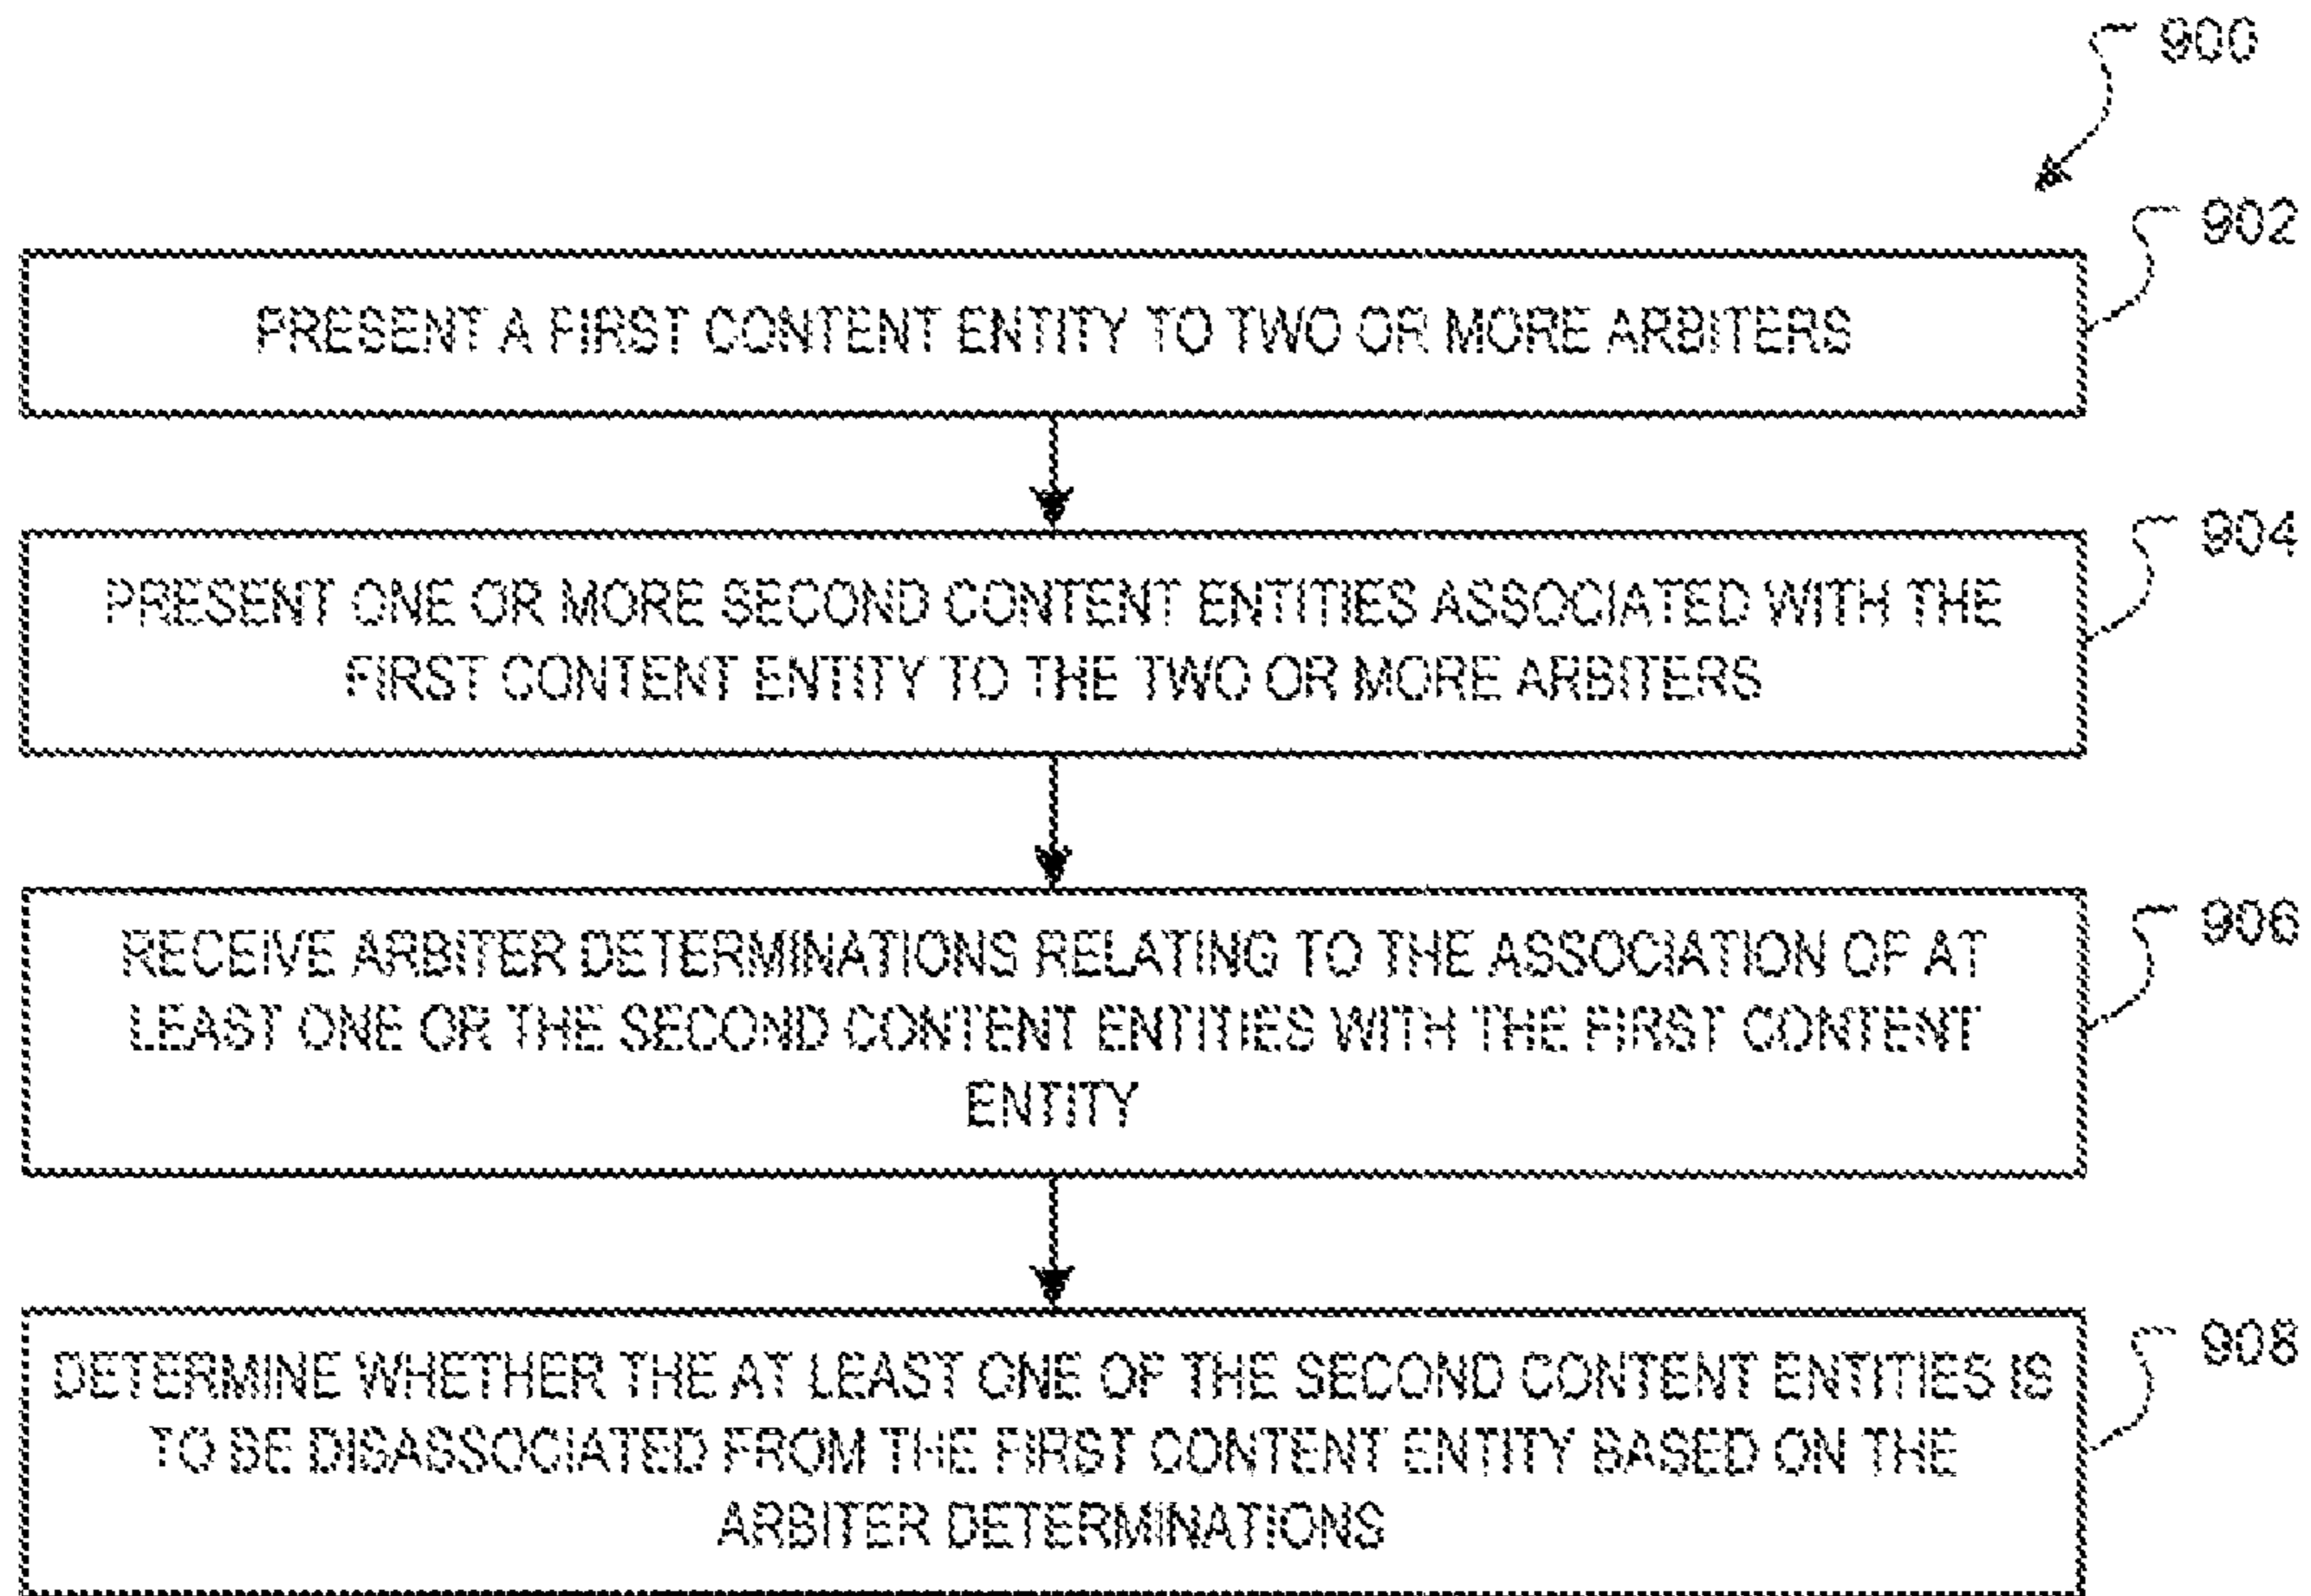 900
902
PRESENT A FIRST CONTENT ENTITY TO TWO OR MORE ARBITERS
904
PRESENT ONE OR MORE SECOND CONTENT ENTITIES ASSOCIATED WITH THE
FIRST CONTENT ENTITY TO THE TWO OR MORE ARBITERS
906
RECEIVE ARBITER DETERMINATIONS RELATING TO THE ASSOCIATION OF AT
LEAST ONE OR THE SECOND CONTENT ENTITIES WITH THE FIRST CONTENT
ENTITY
908
DETERMINE WHETHER THE AT LEAST ONE OF THE SECOND CONTENT ENTITIES IS
TO BE DISASSOCIATED FROM THE FIRST CONTENT ENTITY BASED ON THE
ARBITER DETERMINATIONS